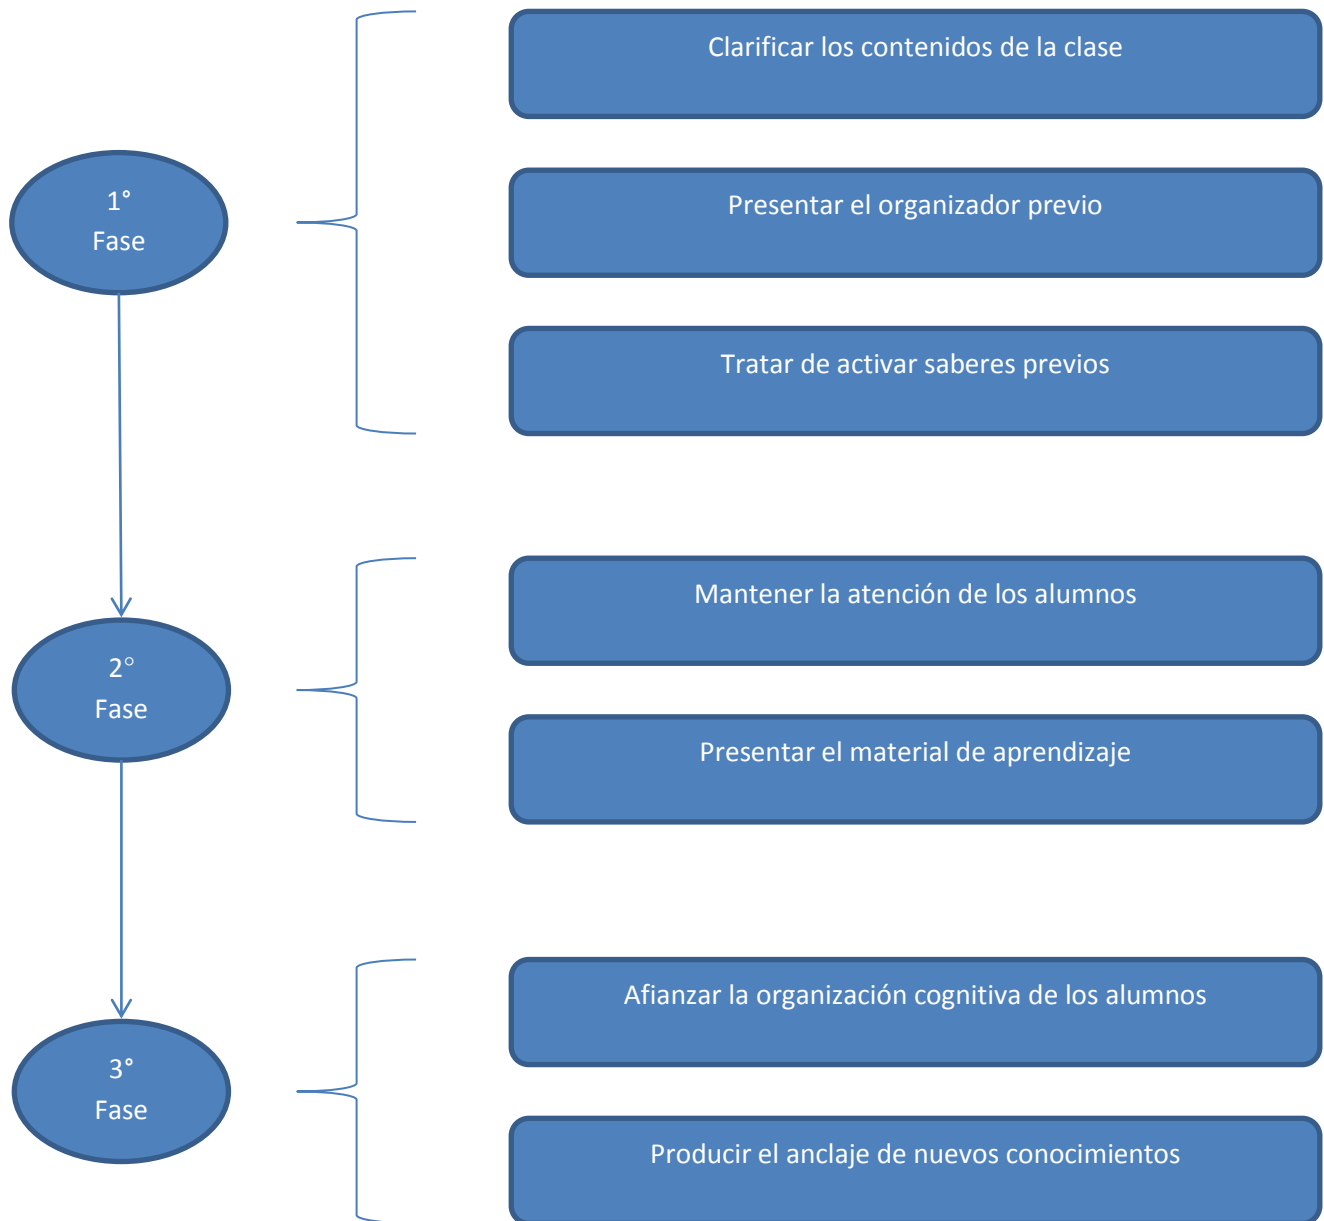 Clarificar los contenidos de la clase
1°
Fase
Presentar el organizador previo
Tratar de activar saberes previos
Mantener la atención de los alumnos
2○
Fase
Presentar el material de aprendizaje
Afianzar la organización cognitiva de los alumnos
3°
Fase
Producir el anclaje de nuevos conocimientos